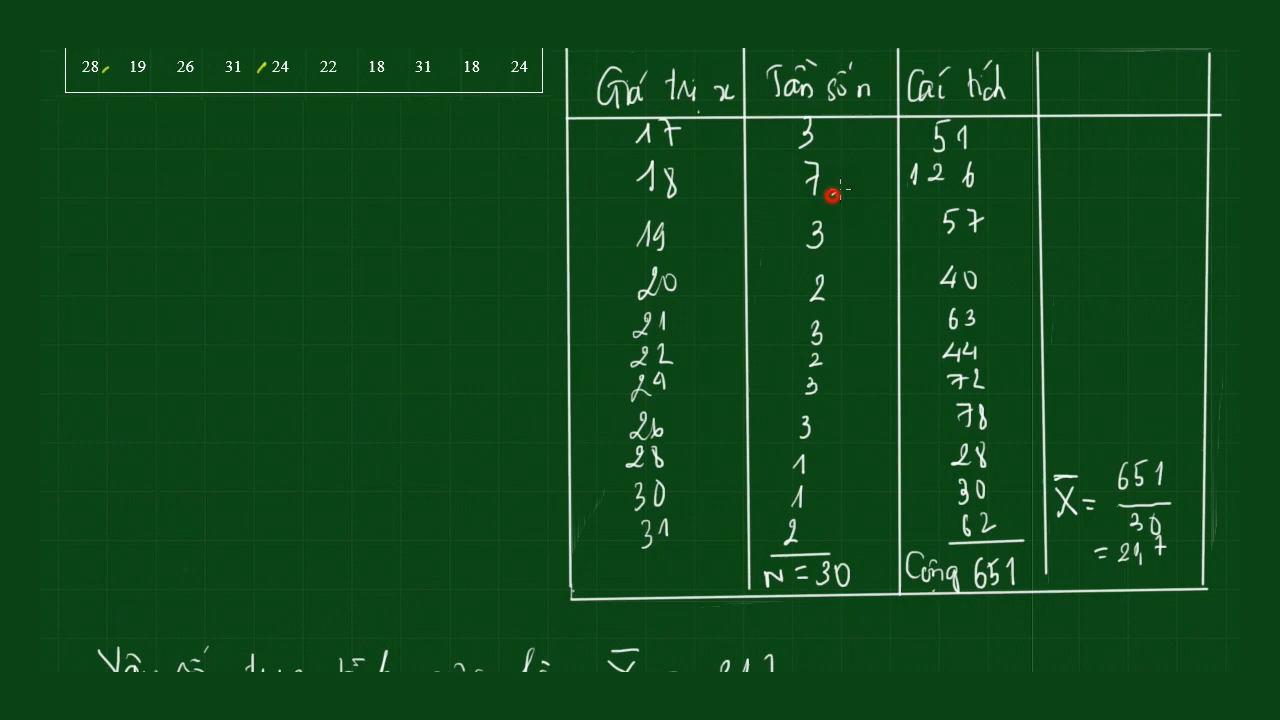 28 19 26 31 24 22 18 31 18 24
Giá trị x Tần số n Các tích
17 3 51
18 7 126
19 3 57
20 2 40
21 3 63
22 2 44
24 3 72
26 3 78
28 1 28
30 1 30
31 2 62
N = 30 Cộng 651
X̄ = 651
30
= 21,7